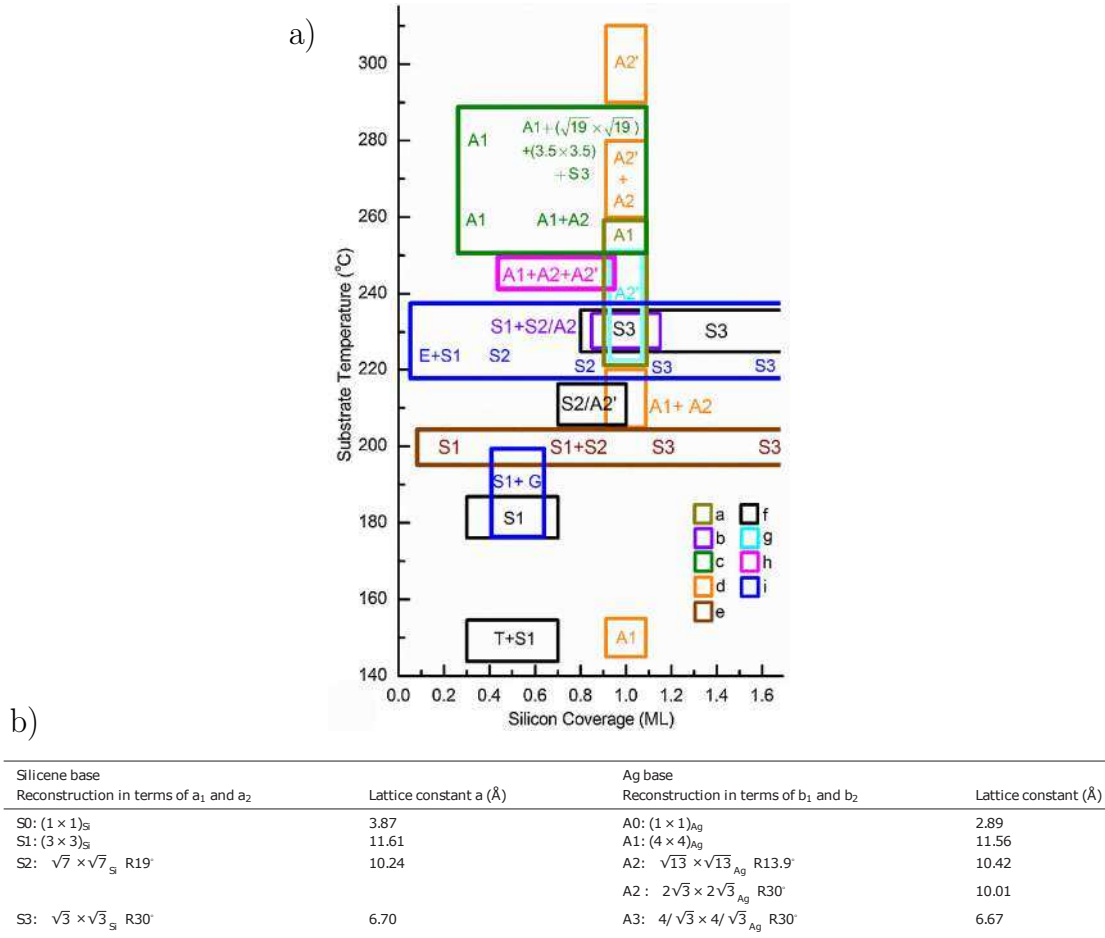 a)
Substrate Temperature (°C)
300
280
260
240
220
200
180
160
140
A2'
A1
A1+(√19×√19)
+(3.5×3.5)
+S3
A2'
+
A2
A1
A1+A2
A1
A1+A2+A2'
A2'
S1+S2/A2
S3
S3
E+S1
S2
S2
S3
S3
S2/A2'
A1+ A2
S1
S1+S2
S3
S3
S1+ G
S1
T+S1
A1
a
f
b
g
c
h
d
i
e
0.0 0.2 0.4 0.6 0.8 1.0 1.2 1.4 1.6
Silicon Coverage (ML)
b)
Silicene base Ag base
Reconstruction in terms of a₁ and a₂ Lattice constant a (Å) Reconstruction in terms of b₁ and b₂ Lattice constant (Å)
S0: (1 × 1)Si 3.87 A0: (1 × 1)Ag 2.89
S1: (3 × 3)Si 11.61 A1: (4 × 4)Ag 11.56
S2: √7 ×√7 Si R19° 10.24 A2: √13 ×√13 Ag R13.9° 10.42
A2 : 2√3 × 2√3 Ag R30° 10.01
S3: √3 ×√3 Si R30° 6.70 A3: 4/√3 × 4/√3 Ag R30° 6.67